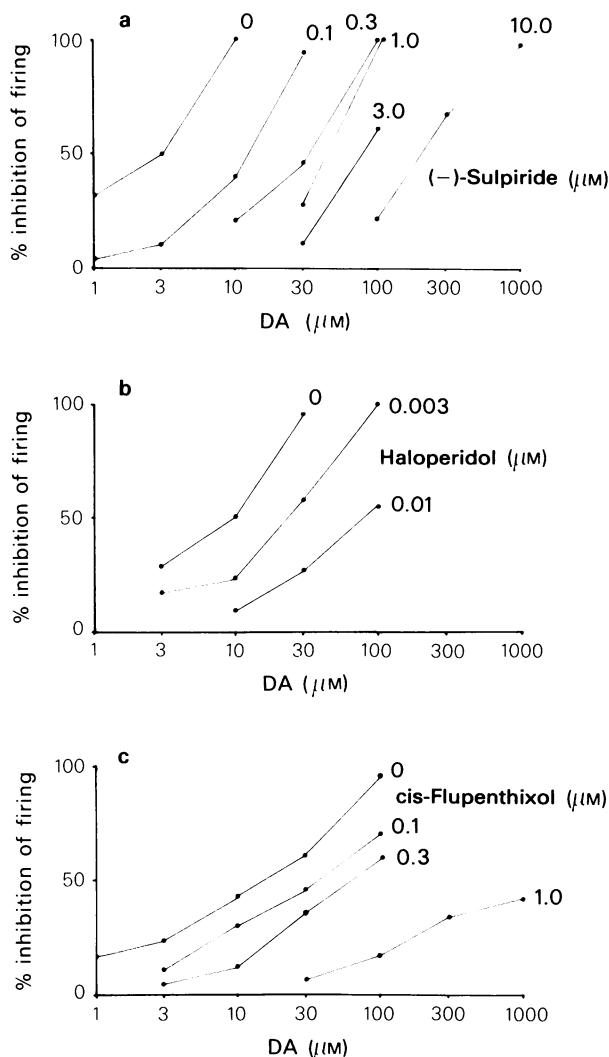 a
% inhibition of firing
100
50
0
0
0.1
0.3
1.0
10.0
3.0
(−)-Sulpiride (μM)
1 3 10 30 100 300 1000
DA (μM)
b
% inhibition of firing
100
50
0
0
0.003
Haloperidol (μM)
0.01
1 3 10 30 100 300 1000
DA (μM)
c
% inhibition of firing
100
50
0
0
cis-Flupenthixol (μM)
0.1
0.3
1.0
1 3 10 30 100 300 1000
DA (μM)